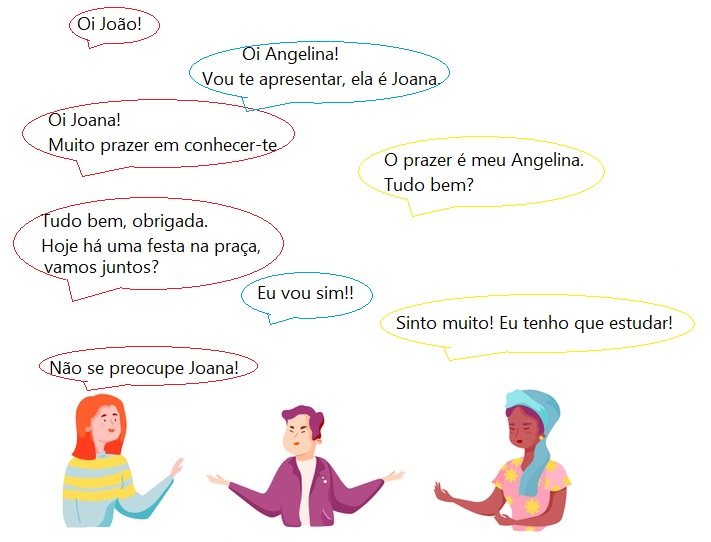 Oi João!
Oi Angelina!
Vou te apresentar, ela é Joana.
Oi Joana!
Muito prazer em conhecer-te
O prazer é meu Angelina.
Tudo bem?
Tudo bem, obrigada.
Hoje há uma festa na praça,
vamos juntos?
Eu vou sim!!
Sinto muito! Eu tenho que estudar!
Não se preocupe Joana!